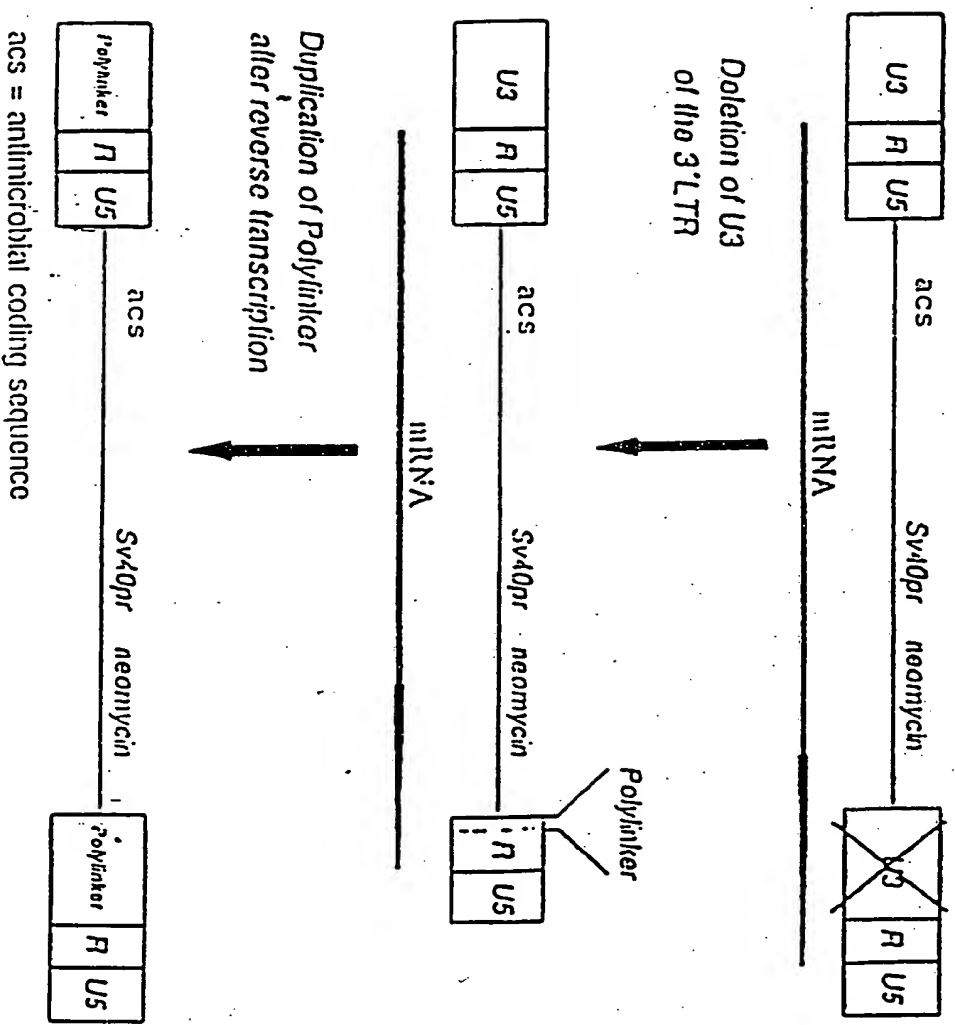 U3 R U5
acs
Sv40pr neomycin
U3 R U5
mRNA
Deletion of U3
of the 3'LTR
U3 R U5
acs
Sv40pr neomycin
Polylinker
R U5
mRNA
Duplication of Polylinker
after reverse transcription
Polylinker R U5
acs
Sv40pr neomycin
Polylinker R U5
acs = antimicrobial coding sequence